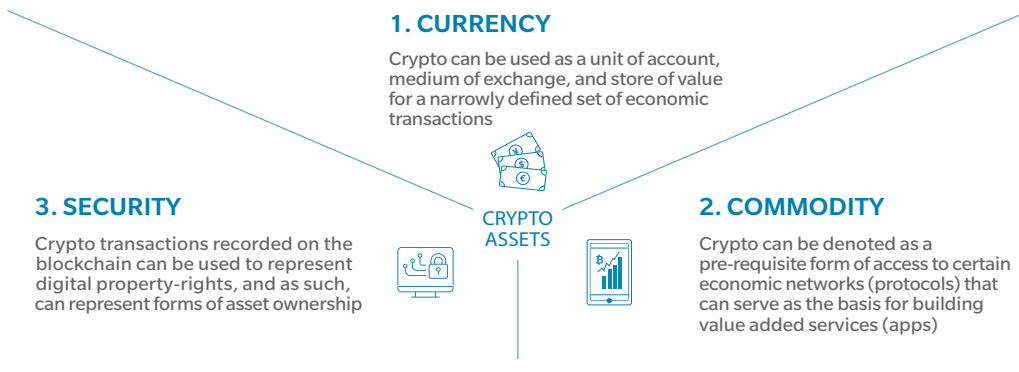 1. CURRENCY
Crypto can be used as a unit of account,
medium of exchange, and store of value
for a narrowly defined set of economic
transactions
CRYPTO
ASSETS
3. SECURITY
Crypto transactions recorded on the
blockchain can be used to represent
digital property-rights, and as such,
can represent forms of asset ownership
2. COMMODITY
Crypto can be denoted as a
pre-requisite form of access to certain
economic networks (protocols) that
can serve as the basis for building
value added services (apps)